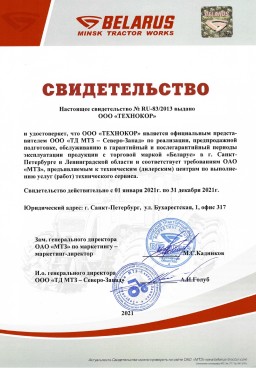 BELARUS
MINSK TRACTOR WORKS
СВИДЕТЕЛЬСТВО
Настоящее свидетельство № RU-83/2013 выдано
ООО «ТЕХНОКОР»
и удостоверяет, что ООО «ТЕХНОКОР» является официальным представителем
ООО «ТД МТЗ – Северо-Запад» по реализации, предпродажной
подготовке, обслуживанию в гарантийный и послегарантийный периоды
эксплуатации продукции с торговой маркой «Беларус» в г. Санкт-
Петербурге и Ленинградской области и соответствует требованиям ОАО
«МТЗ», предъявляемым к техническим (дилерским) центрам по выполне-
нию услуг (работ) технического сервиса.
Свидетельство действительно с 01 января 2021г. по 31 декабря 2021г.
Юридический адрес: г. Санкт-Петербург, ул. Бухарестская, 1, офис 317
Зам. генерального директора
ОАО «МТЗ» по маркетингу –
маркетинг-директор
М.С.Кадников
И.о. генерального директора
ООО «ТД МТЗ – Северо-Запад»
А.И.Голуб
2021